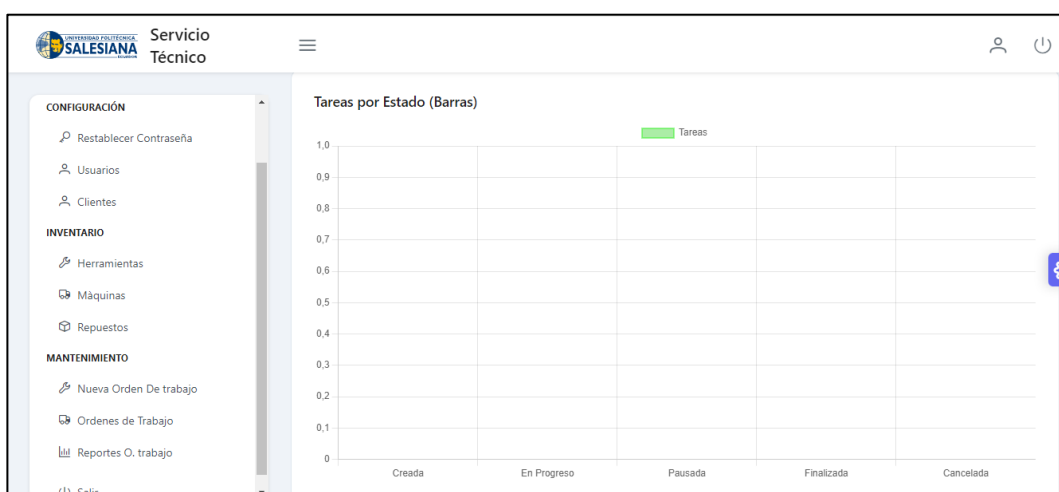 UNIVERSIDAD POLITÉCNICA
SALESIANA
ECUADOR
Servicio
Técnico
CONFIGURACIÓN
Restablecer Contraseña
Usuarios
Clientes
INVENTARIO
Herramientas
Máquinas
Repuestos
MANTENIMIENTO
Nueva Orden De trabajo
Ordenes de Trabajo
Reportes O. trabajo
Salir
Tareas por Estado (Barras)
Tareas
1,0
0,9
0,8
0,7
0,6
0,5
0,4
0,3
0,2
0,1
0
Creada En Progreso Pausada Finalizada Cancelada